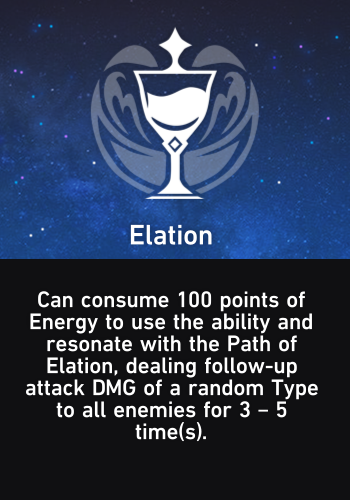 Elation
Can consume 100 points of
Energy to use the ability and
resonate with the Path of
Elation, dealing follow-up
attack DMG of a random Type
to all enemies for 3 – 5
time(s).